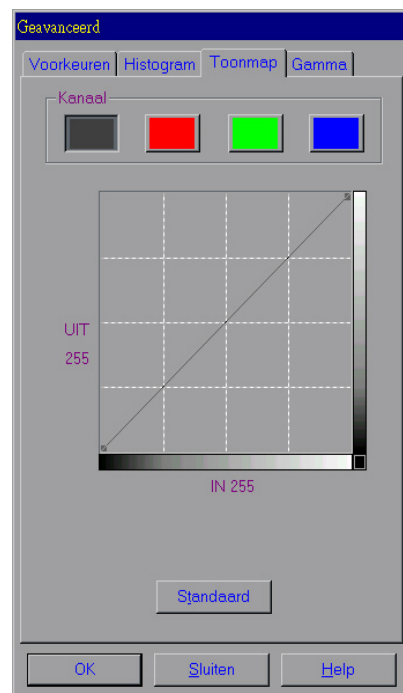 Geavanceerd
Voorkeuren Histogram Toonmap Gamma
Kanaal
UIT
255
IN 255
Standaard
OK Sluiten Help